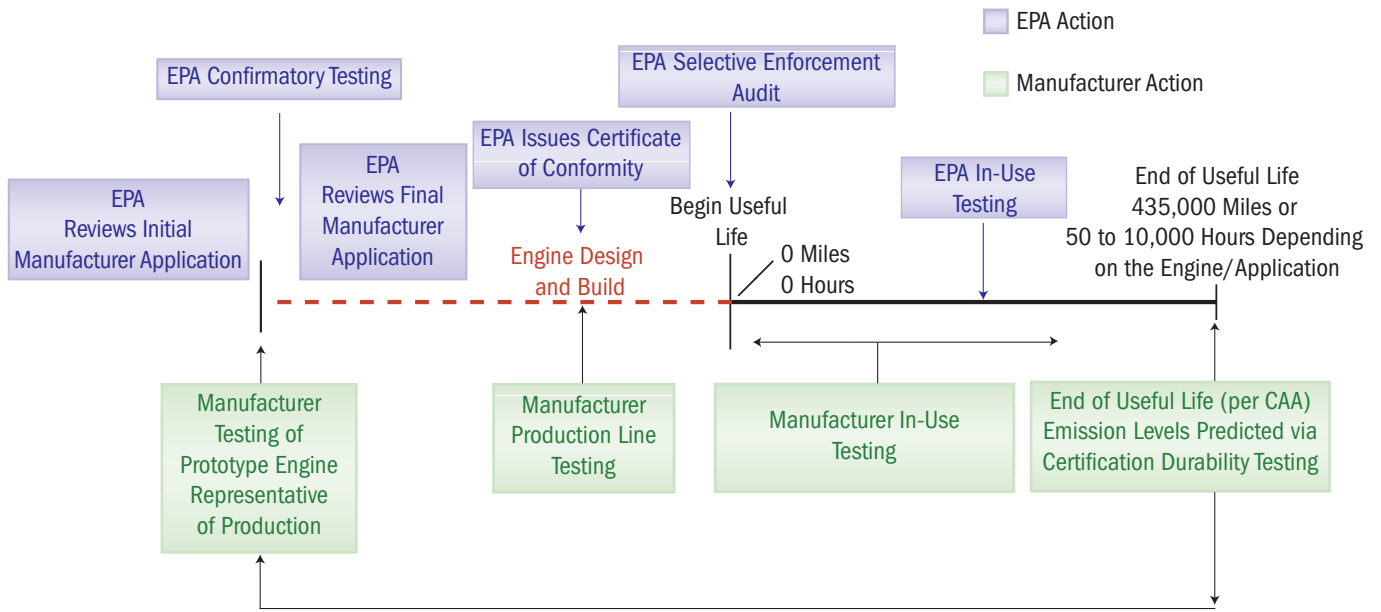 EPA Action
Manufacturer Action
EPA Confirmatory Testing
EPA Selective Enforcement
Audit
EPA
Reviews Initial
Manufacturer Application
EPA
Reviews Final
Manufacturer
Application
EPA Issues Certificate
of Conformity
Engine Design
and Build
Begin Useful
Life
0 Miles
0 Hours
EPA In-Use
Testing
End of Useful Life
435,000 Miles or
50 to 10,000 Hours Depending
on the Engine/Application
Manufacturer
Testing of
Prototype Engine
Representative
of Production
Manufacturer
Production Line
Testing
Manufacturer In-Use
Testing
End of Useful Life (per CAA)
Emission Levels Predicted via
Certification Durability Testing